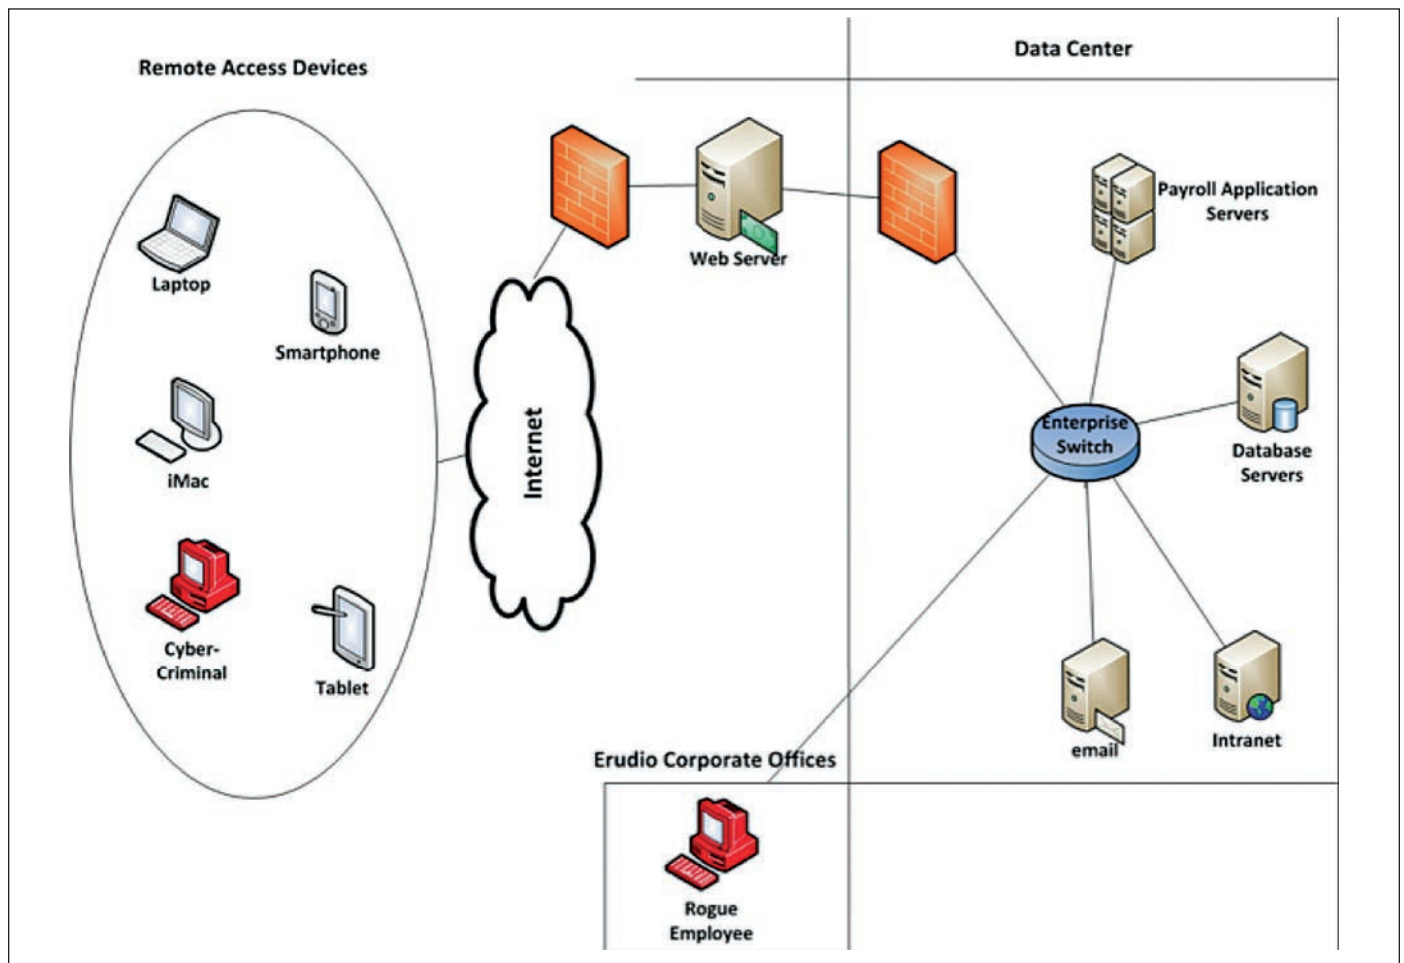 Data Center
Remote Access Devices
Payroll Application
Servers
Web Server
Laptop
Smartphone
Internet
Enterprise
Switch
Database
Servers
iMac
Cyber-
Criminal
Tablet
email
Intranet
Erudio Corporate Offices
Rogue
Employee